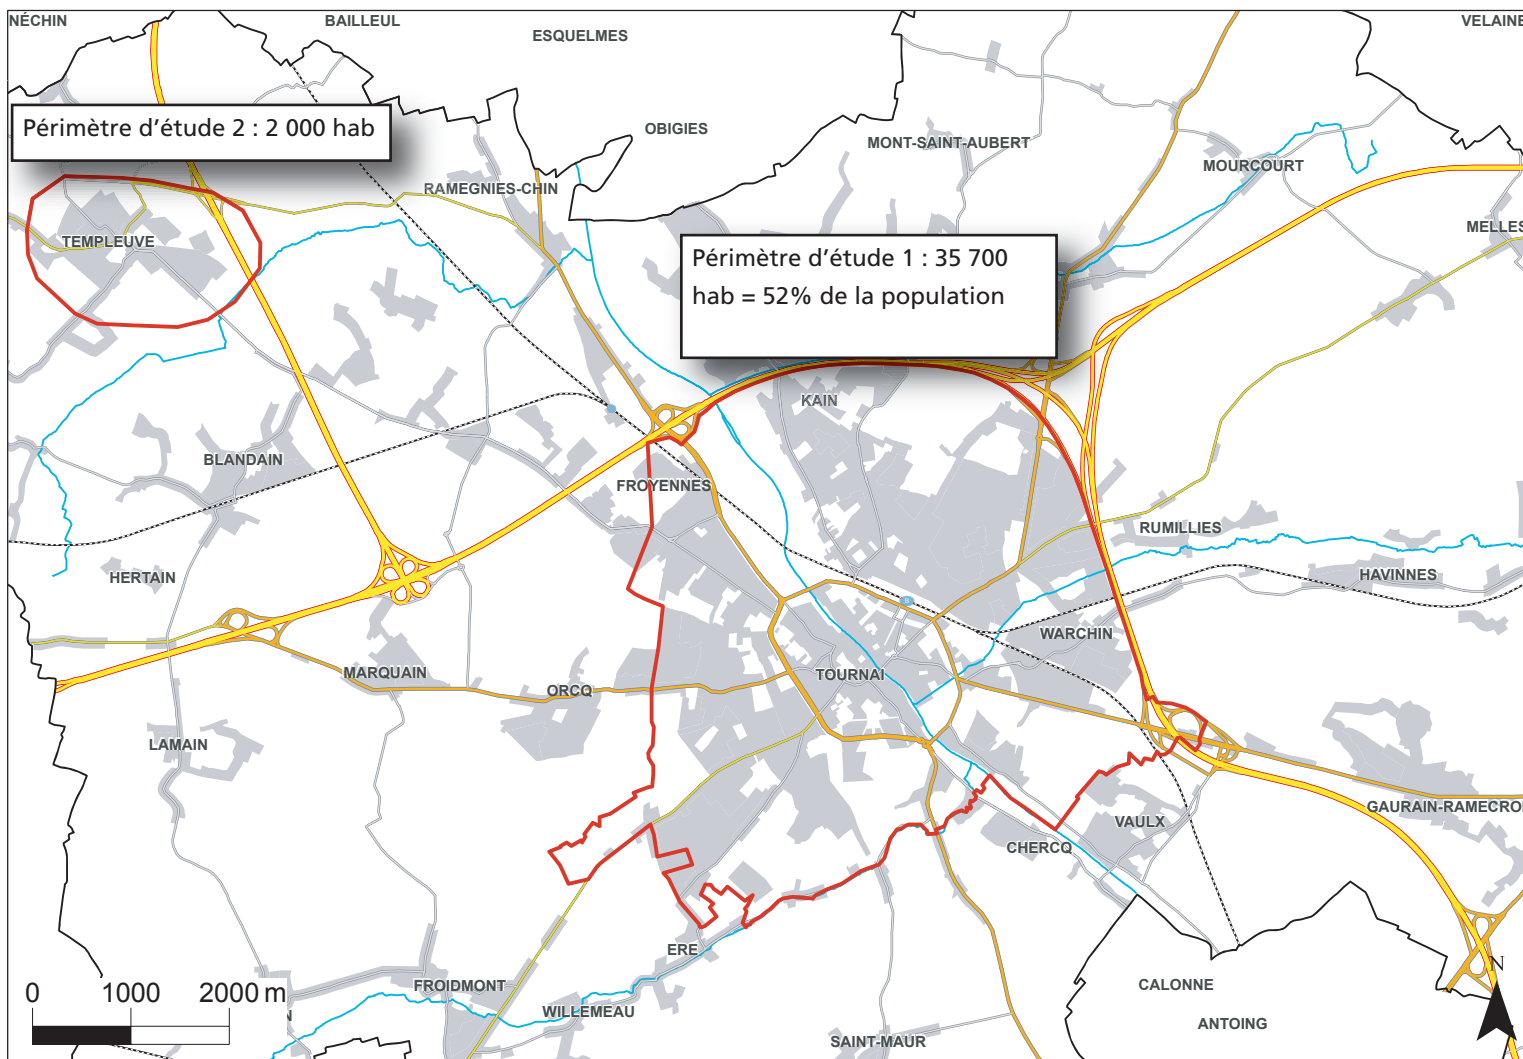 NÉCHIN
BAILLEUL
ESQUELMES
VELAINE
Périmètre d'étude 2 : 2 000 hab
OBIGIES
MONT-SAINT-AUBERT
MOURCOURT
RAMEGNIES-CHIN
MELLES
TEMPLEUVE
Périmètre d'étude 1 : 35 700
hab = 52% de la population
KAIN
BLANDAIN
FROYENNES
RUMILLIES
HERTAIN
HAVINNES
WARCHIN
MARQUAIN
ORCQ
TOURNAI
LAMAIN
GAURAIN-RAMECRO
VAULX
CHERCQ
ERE
FROIDMONT
CALONNE
WILLEMEAU
ANTOING
SAINT-MAUR
0 1000 2000 m
N
N